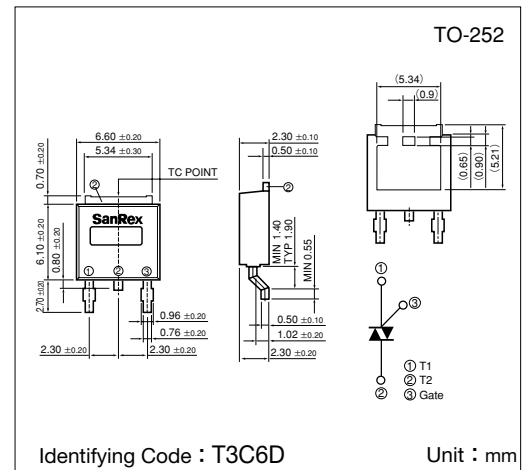 TO-252
(5.34)
(0.9)
(0.65)
(0.90)
(5.21)
6.60 ±0.20
5.34 ±0.30
0.70 ±0.20
TC POINT
②
SanRex
6.10 ±0.20
0.80 ±0.20
① ② ③
2.70 ±0.20
0.96 ±0.20
0.76 ±0.20
2.30 ±0.20
2.30 ±0.20
2.30 ±0.10
0.50 ±0.10
②
MIN 1.40
TYP 1.90
MIN 0.55
0.50 ±0.10
1.02 ±0.20
2.30 ±0.20
①
③
②
① T1
② T2
③ Gate
Identifying Code : T3C6D
Unit : mm